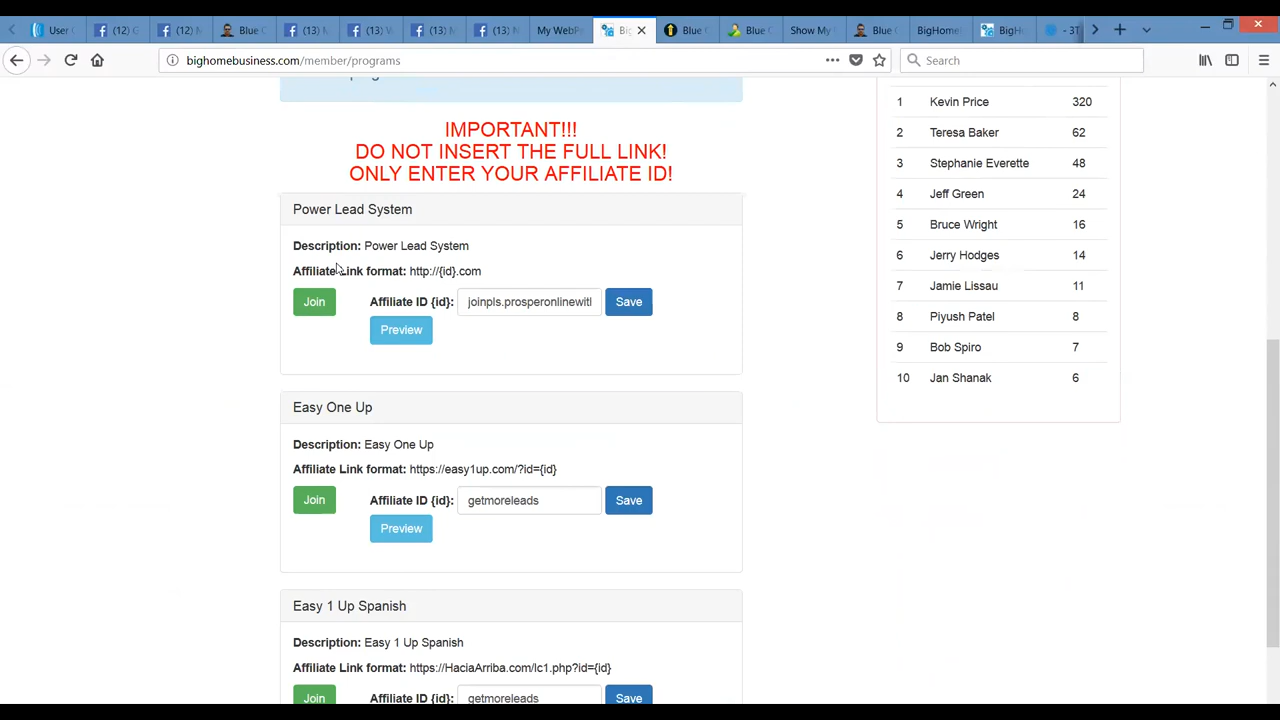 User
(12) G
(12) M
Blue C
(13) M
(13) V
(13) M
(13) M
My WebP
Big
Blue C
Blue C
Show My
Blue C
BigHome
BigHo
- 3T
bighomebusiness.com/member/programs
Search
IMPORTANT!!!
DO NOT INSERT THE FULL LINK!
ONLY ENTER YOUR AFFILIATE ID!
Power Lead System
Description: Power Lead System
Affiliate Link format: http://{id}.com
Join Affiliate ID {id}: joinpls.prosperonlinewitl Save
Preview
Easy One Up
Description: Easy One Up
Affiliate Link format: https://easy1up.com/?id={id}
Join Affiliate ID {id}: getmoreleads Save
Preview
Easy 1 Up Spanish
Description: Easy 1 Up Spanish
Affiliate Link format: https://HaciaArriba.com/lc1.php?id={id}
Join Affiliate ID {id}: getmoreleads Save
1 Kevin Price 320
2 Teresa Baker 62
3 Stephanie Everette 48
4 Jeff Green 24
5 Bruce Wright 16
6 Jerry Hodges 14
7 Jamie Lissau 11
8 Piyush Patel 8
9 Bob Spiro 7
10 Jan Shanak 6